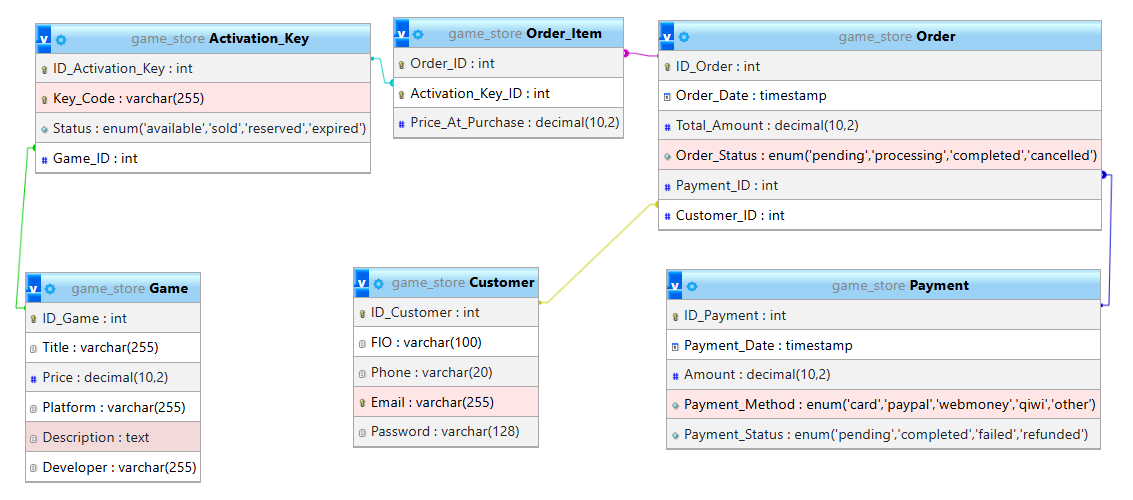 v game_store Activation_Key
ID_Activation_Key : int
Key_Code : varchar(255)
Status : enum('available','sold','reserved','expired')
# Game_ID : int
v game_store Order_Item
Order_ID : int
Activation_Key_ID : int
# Price_At_Purchase : decimal(10,2)
v game_store Order
ID_Order : int
Order_Date : timestamp
# Total_Amount : decimal(10,2)
Order_Status : enum('pending','processing','completed','cancelled')
# Payment_ID : int
# Customer_ID : int
v game_store Game
ID_Game : int
Title : varchar(255)
# Price : decimal(10,2)
Platform : varchar(255)
Description : text
Developer : varchar(255)
v game_store Customer
ID_Customer : int
FIO : varchar(100)
Phone : varchar(20)
Email : varchar(255)
Password : varchar(128)
v game_store Payment
ID_Payment : int
Payment_Date : timestamp
# Amount : decimal(10,2)
Payment_Method : enum('card','paypal','webmoney','qiwi','other')
Payment_Status : enum('pending','completed','failed','refunded')